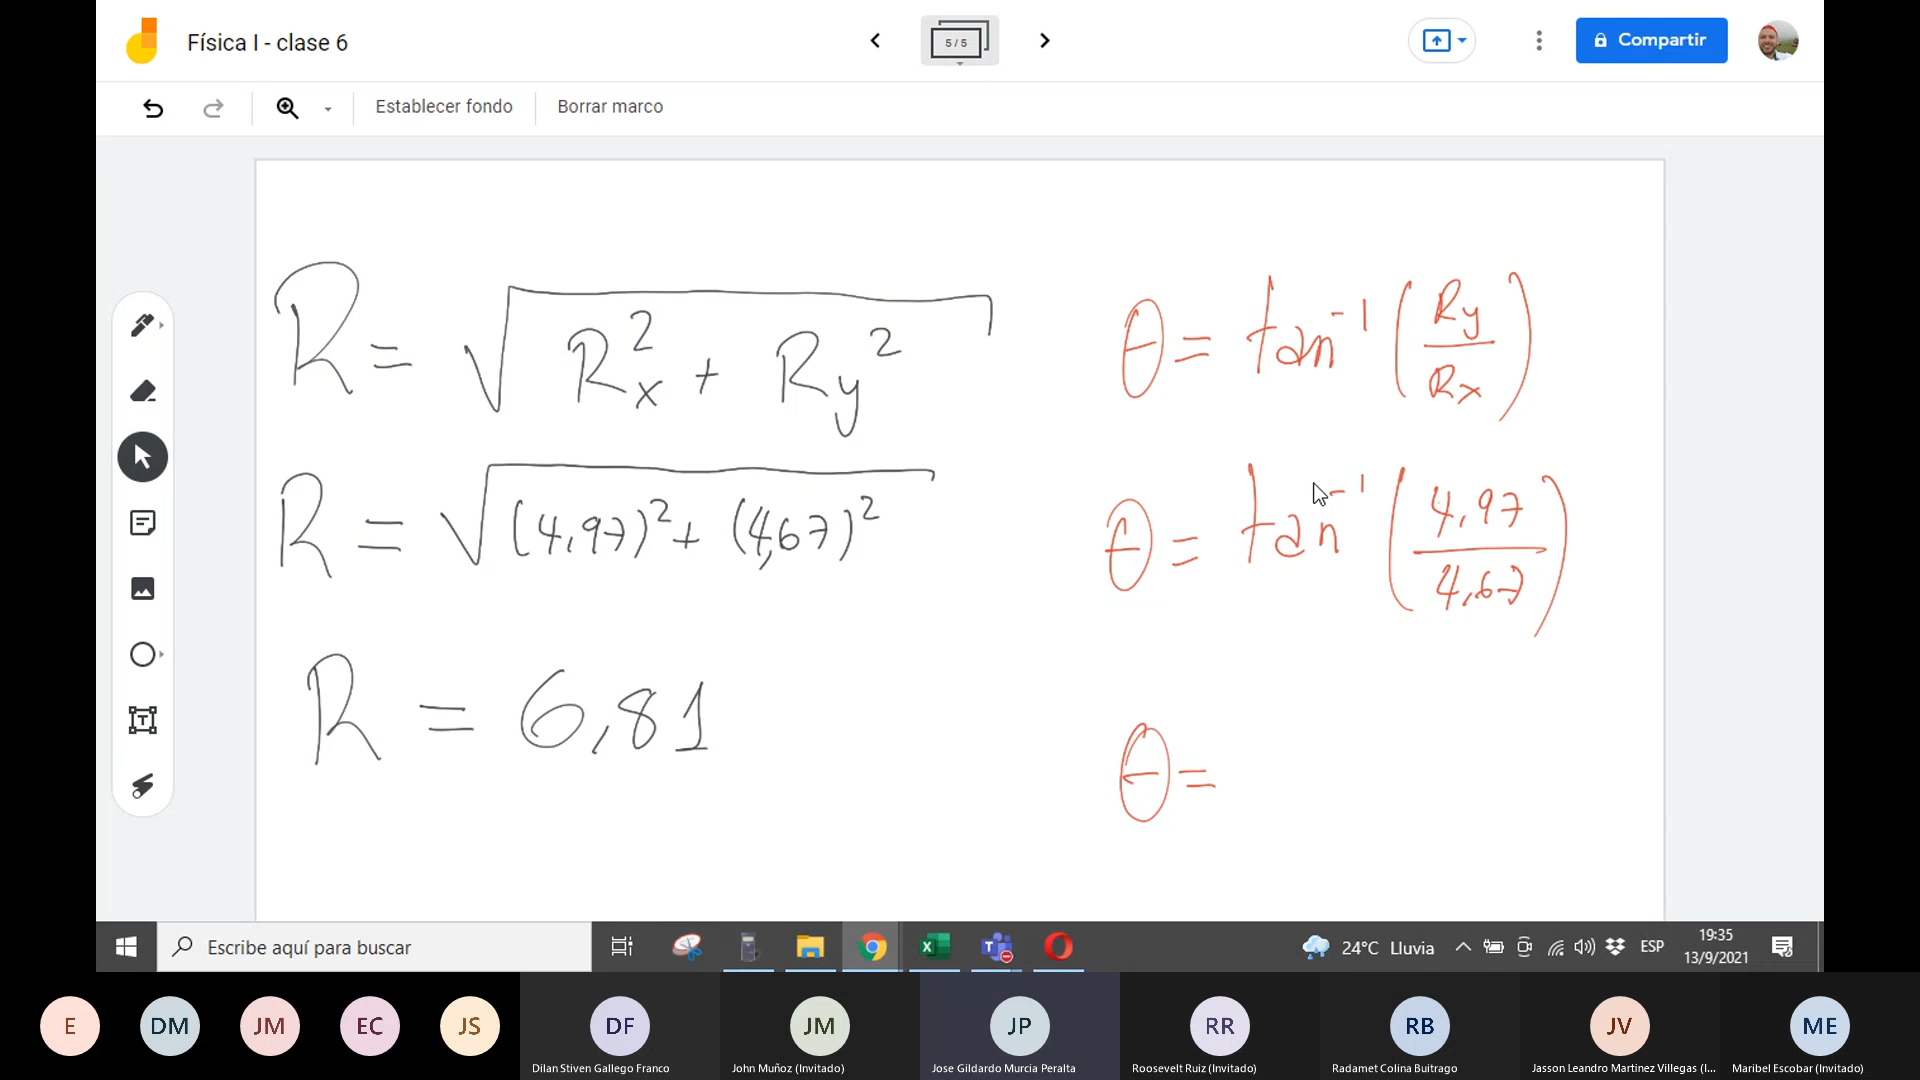 Física I - clase 6
5 / 5
Compartir
Establecer fondo
Borrar marco
R = √(Rx² + Ry²)
R = √((4,97)² + (4,67)²)
R = 6,81
θ = tan⁻¹ (Ry / Rx)
θ = tan⁻¹ (4,97 / 4,67)
θ =
Escribe aquí para buscar
24°C Lluvia
ESP
19:35
13/9/2021
E
DM
JM
EC
JS
DF
JM
JP
RR
RB
JV
ME
Dilan Stiven Gallego Franco
John Muñoz (Invitado)
Jose Gildardo Murcia Peralta
Roosevelt Ruiz (Invitado)
Radamet Colina Buitrago
Jasson Leandro Martinez Villegas (I...
Maribel Escobar (Invitado)